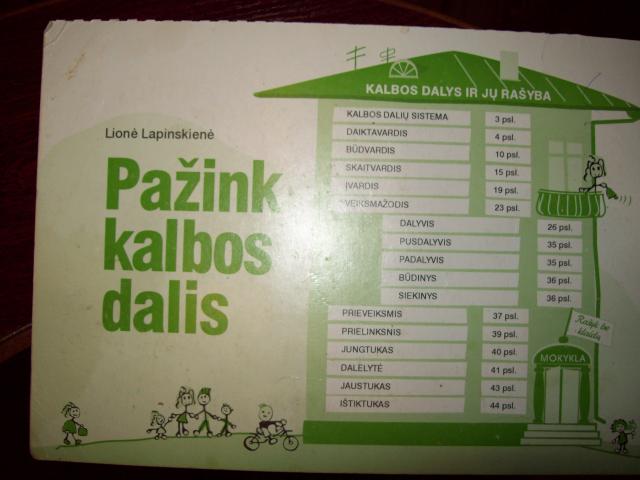 Lionė Lapinskienė
Pažink
kalbos
dalis
KALBOS DALYS IR JŲ RAŠYBA
KALBOS DALIŲ SISTEMA 3 psl.
DAIKTAVARDIS 4 psl.
BŪDVARDIS 10 psl.
SKAITVARDIS 15 psl.
ĮVARDIS 19 psl.
VEIKSMAŽODIS 23 psl.
DALYVIS 26 psl.
PUSDALYVIS 35 psl.
PADALYVIS 35 psl.
BŪDINYS 36 psl.
SIEKINYS 36 psl.
PRIEVEIKSMIS 37 psl.
PRIELINKSNIS 39 psl.
JUNGTUKAS 40 psl.
DALELYTĖ 41 psl.
JAUSTUKAS 43 psl.
IŠTIKTUKAS 44 psl.
Rašyk be
klaidų
MOKYKLA